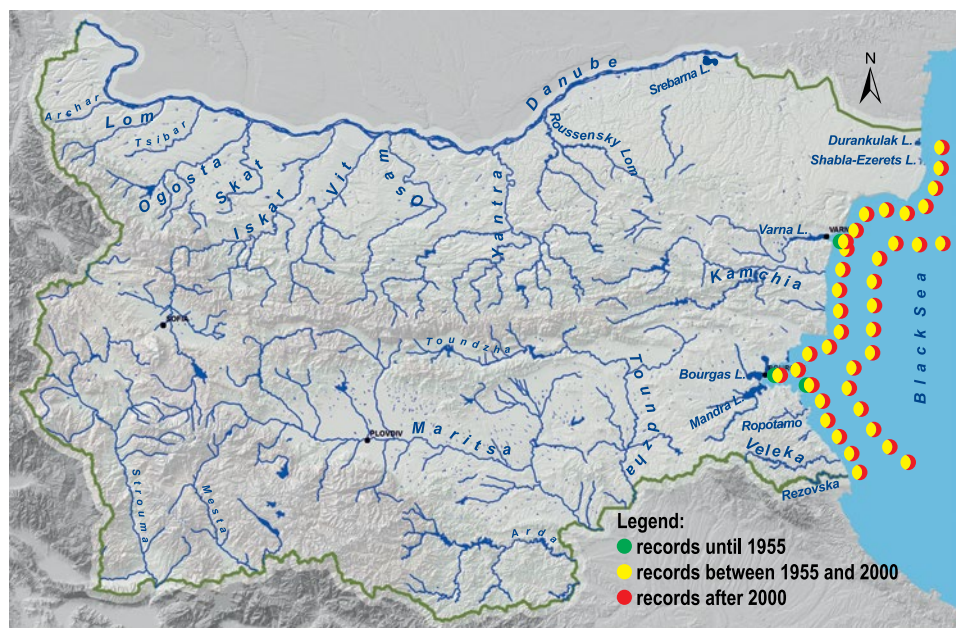 N
Danube
Srebarna L.
Archar
Lom
Tsibar
Roussensky Lom
Durankulak L.
Shabla-Ezerets L.
Ogosta
Skat
Iskar
Vit
Osam
Yantra
Varna L.
Kamchia
SOFIA
Toundzha
Toundzha
Bourgas L.
Mandra L.
Black Sea
PLOVDIV
Maritsa
Ropotamo
Veleka
Rezovska
Strouma
Mesta
Arda
Legend:
records until 1955
records between 1955 and 2000
records after 2000